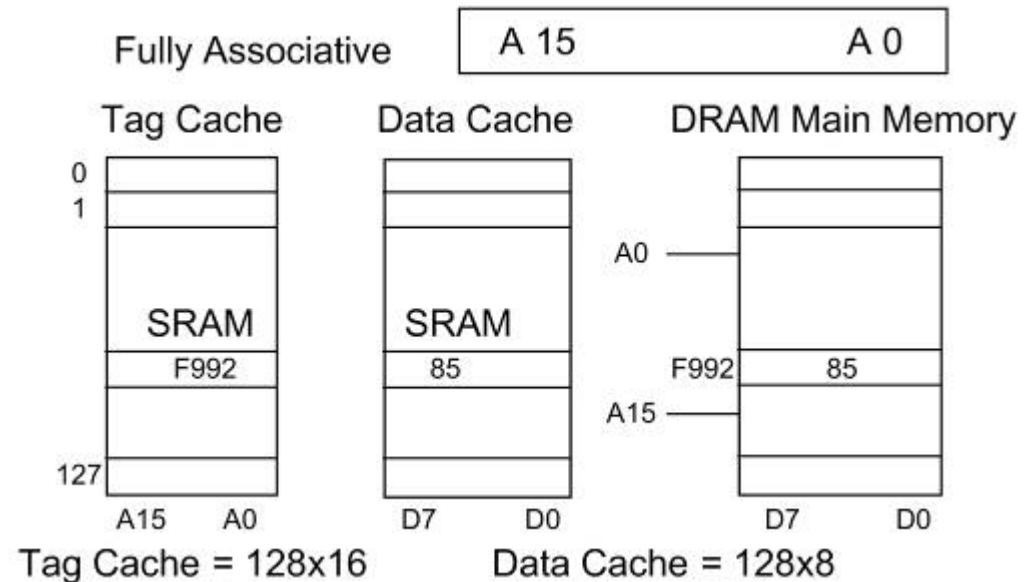 Fully Associative
A 15 A 0
Tag Cache Data Cache DRAM Main Memory
0
1
A0
SRAM SRAM
F992 85 F992 85
A15
127
A15 A0 D7 D0 D7 D0
Tag Cache = 128x16 Data Cache = 128x8